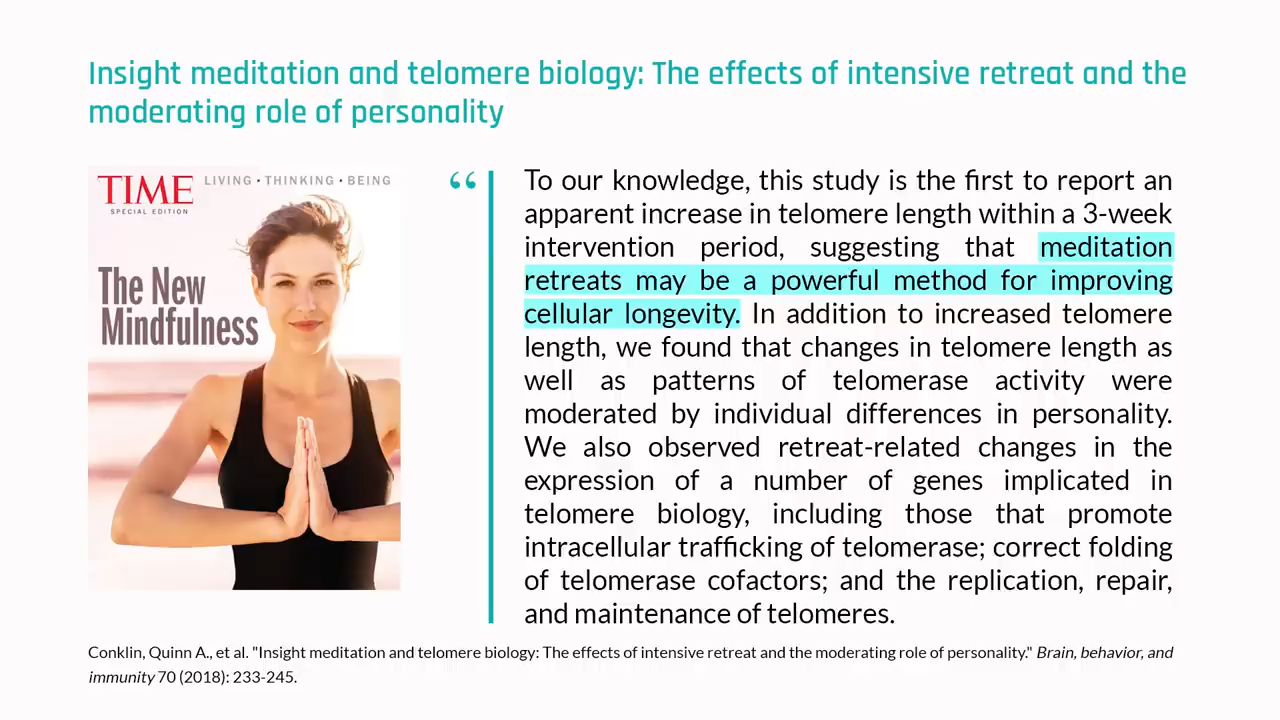 Insight meditation and telomere biology: The effects of intensive retreat and the
moderating role of personality
TIME
SPECIAL EDITION
LIVING • THINKING • BEING
The New
Mindfulness
“
To our knowledge, this study is the first to report an
apparent increase in telomere length within a 3-week
intervention period, suggesting that meditation
retreats may be a powerful method for improving
cellular longevity. In addition to increased telomere
length, we found that changes in telomere length as
well as patterns of telomerase activity were
moderated by individual differences in personality.
We also observed retreat-related changes in the
expression of a number of genes implicated in
telomere biology, including those that promote
intracellular trafficking of telomerase; correct folding
of telomerase cofactors; and the replication, repair,
and maintenance of telomeres.
Conklin, Quinn A., et al. "Insight meditation and telomere biology: The effects of intensive retreat and the moderating role of personality." Brain, behavior, and
immunity 70 (2018): 233-245.